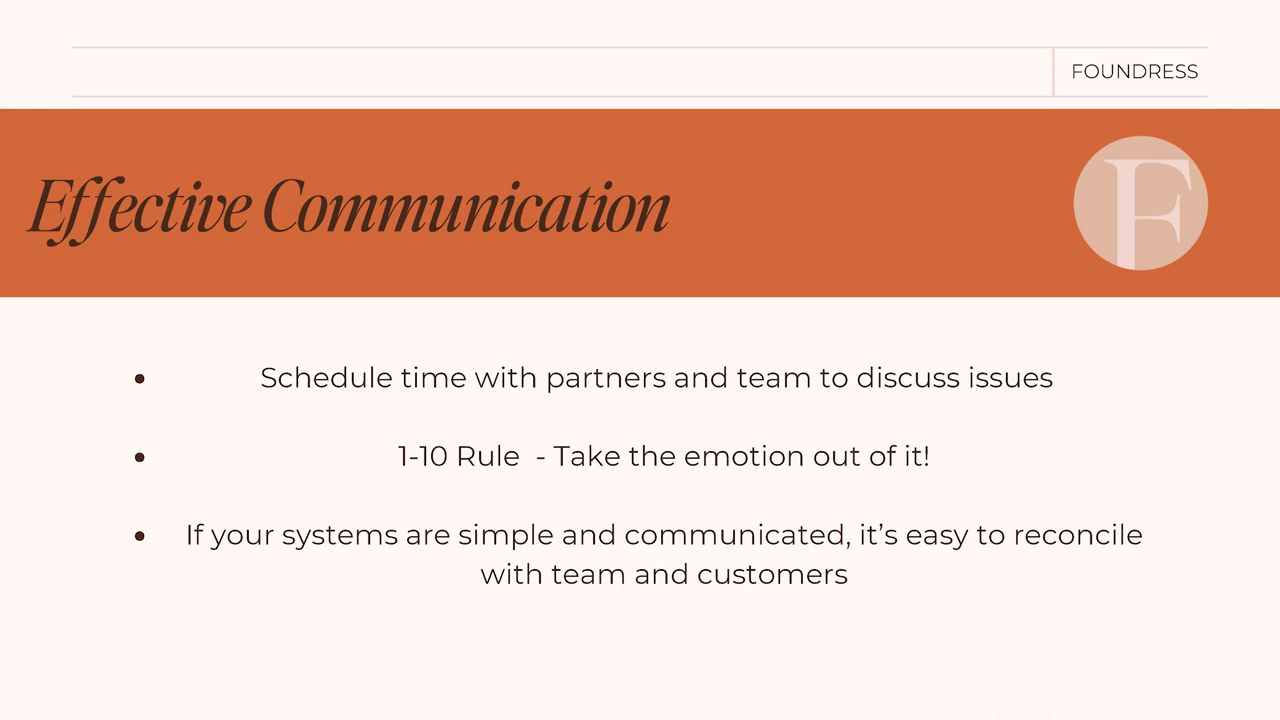 FOUNDRESS
Effective Communication
F
• Schedule time with partners and team to discuss issues
• 1-10 Rule  - Take the emotion out of it!
• If your systems are simple and communicated, it’s easy to reconcile
with team and customers